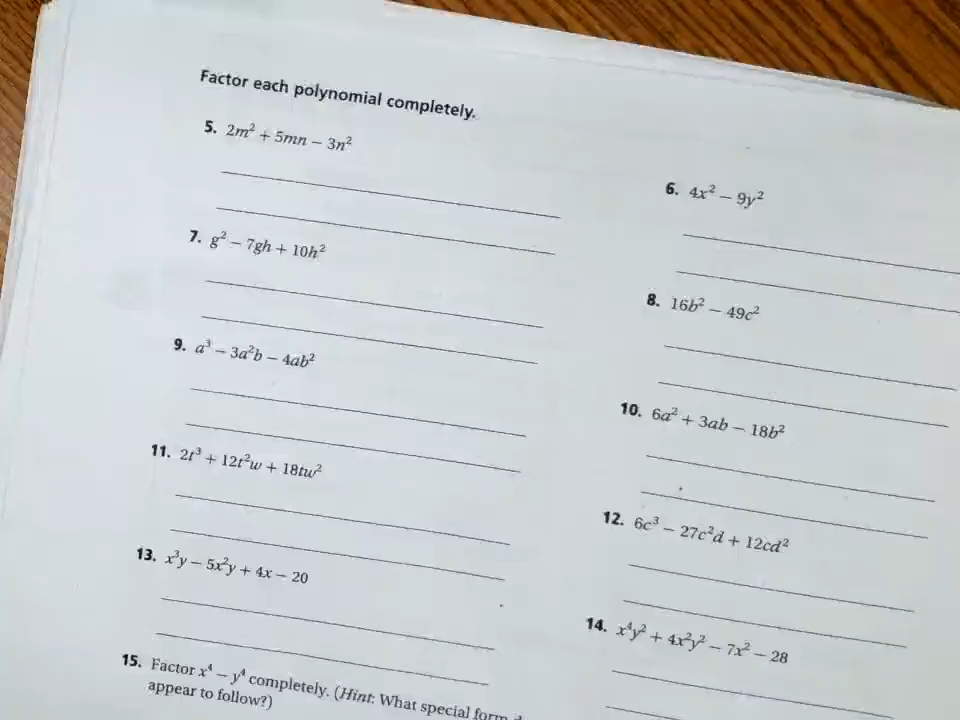 Factor each polynomial completely.
5. 2m² + 5mn − 3n²
6. 4x² − 9y²
7. g² − 7gh + 10h²
8. 16b² − 49c²
9. a³ − 3a²b − 4ab²
10. 6a² + 3ab − 18b²
11. 2t³ + 12t²w + 18tw²
12. 6c³ − 27c²d + 12cd²
13. x³y − 5x²y + 4x − 20
14. x⁴y² + 4x²y² − 7x² − 28
15. Factor x⁴ − y⁴ completely. (Hint: What special form
appear to follow?)